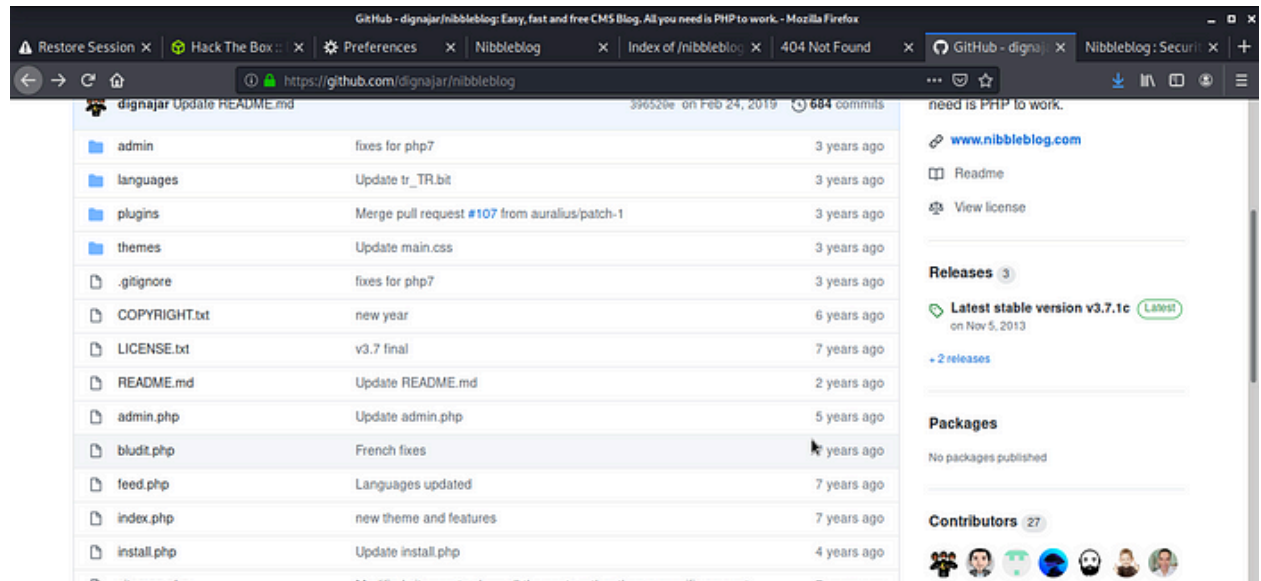 GitHub - dignajar/nibbleblog: Easy, fast and free CMS Blog. All you need is PHP to work. - Mozilla Firefox
Restore Session Hack The Box :: Preferences Nibbleblog Index of /nibbleblog 404 Not Found GitHub - dignaj Nibbleblog : Securit
https://github.com/dignajar/nibbleblog
dignajar Update README.md 396520e on Feb 24, 2019 684 commits
need is PHP to work.
www.nibbleblog.com
Readme
View license
admin fixes for php7 3 years ago
languages Update tr_TR.bit 3 years ago
plugins Merge pull request #107 from auralius/patch-1 3 years ago
themes Update main.css 3 years ago
.gitignore fixes for php7 3 years ago
COPYRIGHT.txt new year 6 years ago
LICENSE.txt v3.7 final 7 years ago
README.md Update README.md 2 years ago
admin.php Update admin.php 5 years ago
bludit.php French fixes years ago
feed.php Languages updated 7 years ago
index.php new theme and features 7 years ago
install.php Update install.php 4 years ago
Releases 3
Latest stable version v3.7.1c Latest
on Nov 5, 2013
+ 2 releases
Packages
No packages published
Contributors 27